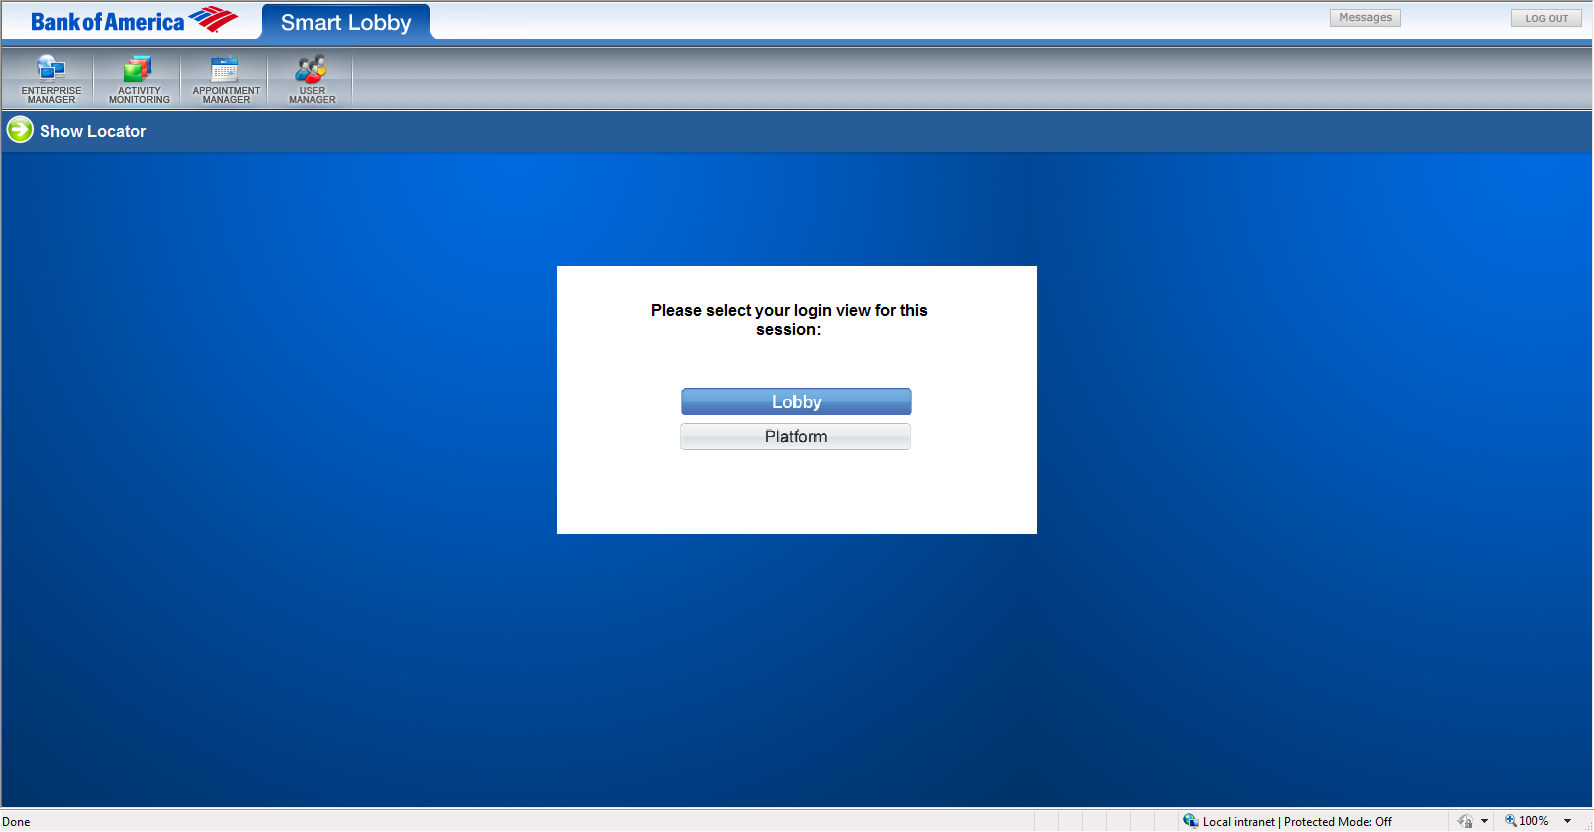 Bank of America
Smart Lobby
Messages
LOG OUT
ENTERPRISE
MANAGER
ACTIVITY
MONITORING
APPOINTMENT
MANAGER
USER
MANAGER
Show Locator
Please select your login view for this
session:
Lobby
Platform
Done
Local intranet | Protected Mode: Off
100%